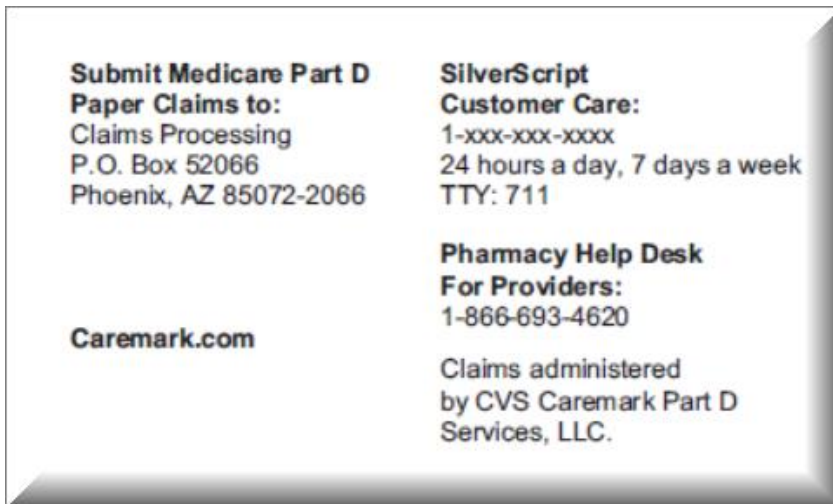 Submit Medicare Part D
Paper Claims to:
Claims Processing
P.O. Box 52066
Phoenix, AZ 85072-2066
Caremark.com
SilverScript
Customer Care:
1-xxx-xxx-xxxx
24 hours a day, 7 days a week
TTY: 711
Pharmacy Help Desk
For Providers:
1-866-693-4620
Claims administered
by CVS Caremark Part D
Services, LLC.